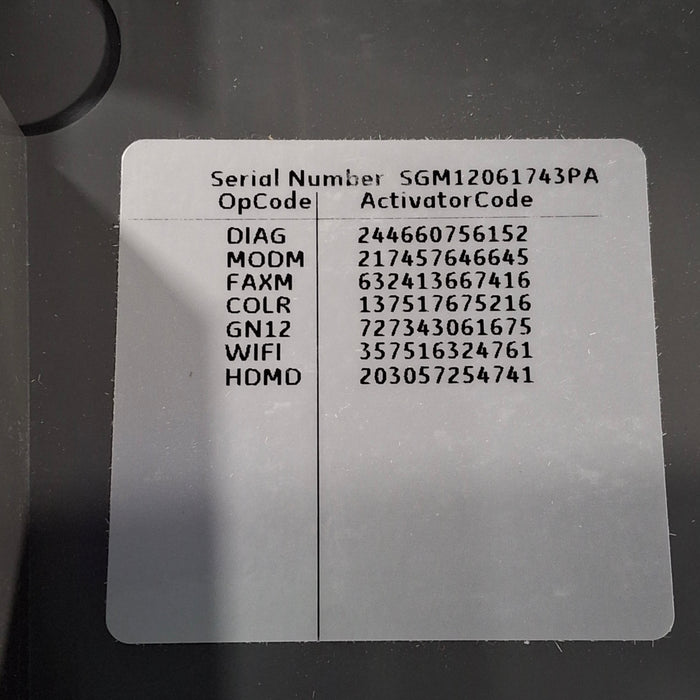 Serial Number SGM12061743PA
OpCode ActivatorCode
DIAG 244660756152
MODM 217457646645
FAXM 632413667416
COLR 137517675216
GN12 727343061675
WIFI 357516324761
HDMD 203057254741